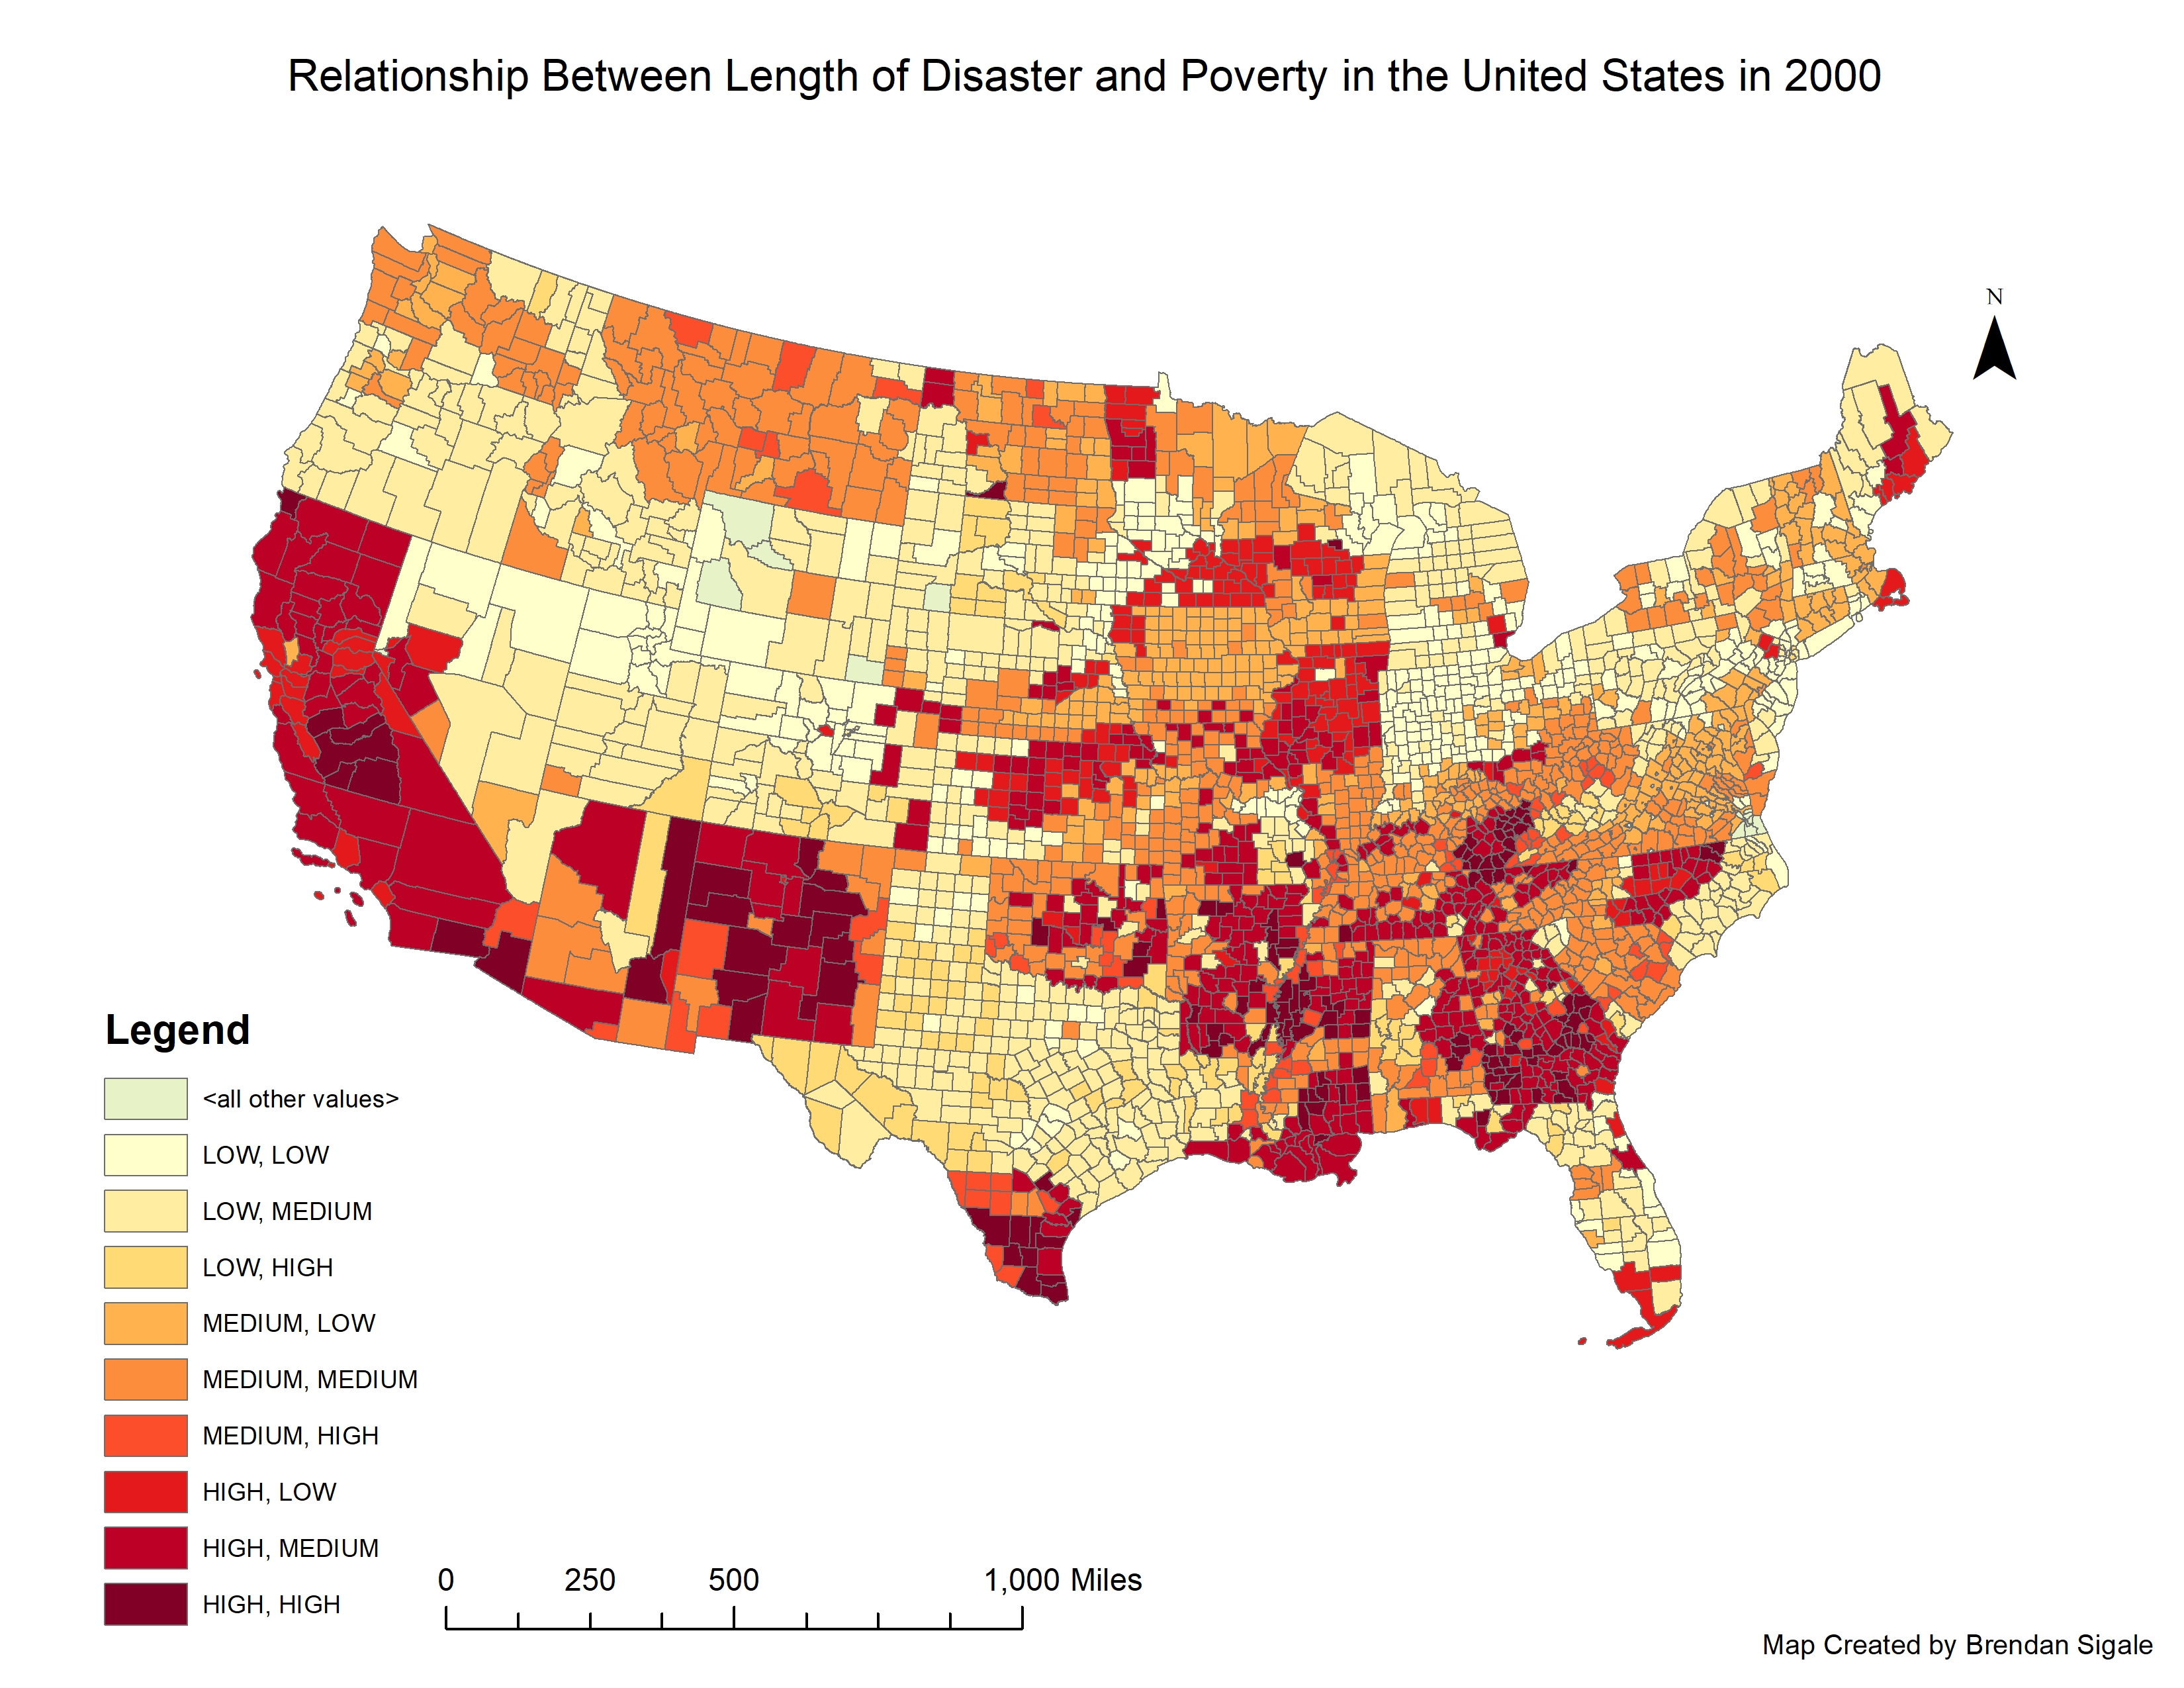 Relationship Between Length of Disaster and Poverty in the United States in 2000
N
Legend
<all other values>
LOW, LOW
LOW, MEDIUM
LOW, HIGH
MEDIUM, LOW
MEDIUM, MEDIUM
MEDIUM, HIGH
HIGH, LOW
HIGH, MEDIUM
HIGH, HIGH
0 250 500 1,000 Miles
Map Created by Brendan Sigale